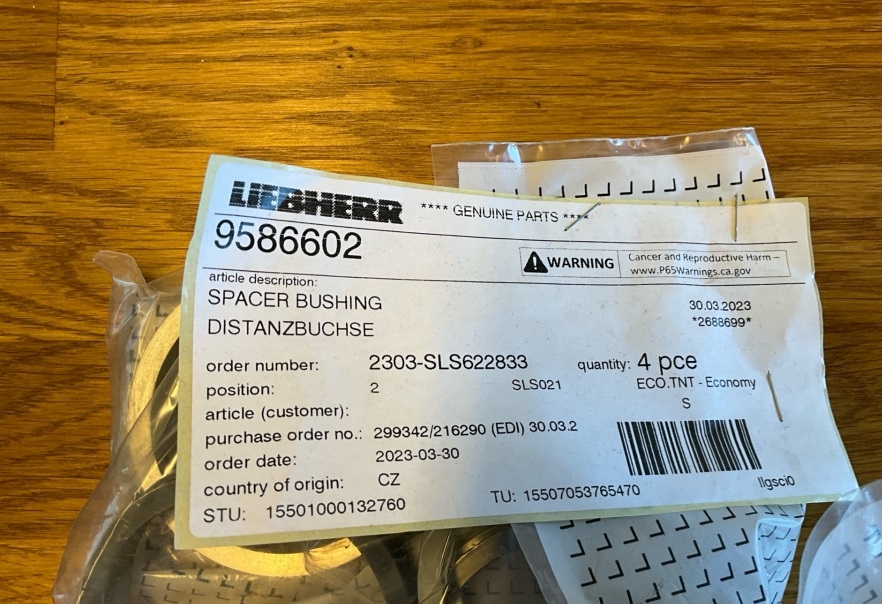 LIEBHERR **** GENUINE PARTS ****
9586602
WARNING Cancer and Reproductive Harm –
www.P65Warnings.ca.gov
article description:
SPACER BUSHING 30.03.2023
DISTANZBUCHSE *2688699*
order number: 2303-SLS622833 quantity: 4 pce
position: 2 SLS021 ECO.TNT - Economy
article (customer): S
purchase order no.: 299342/216290 (EDI) 30.03.2
order date: 2023-03-30
country of origin: CZ llgsci0
STU: 15501000132760 TU: 15507053765470